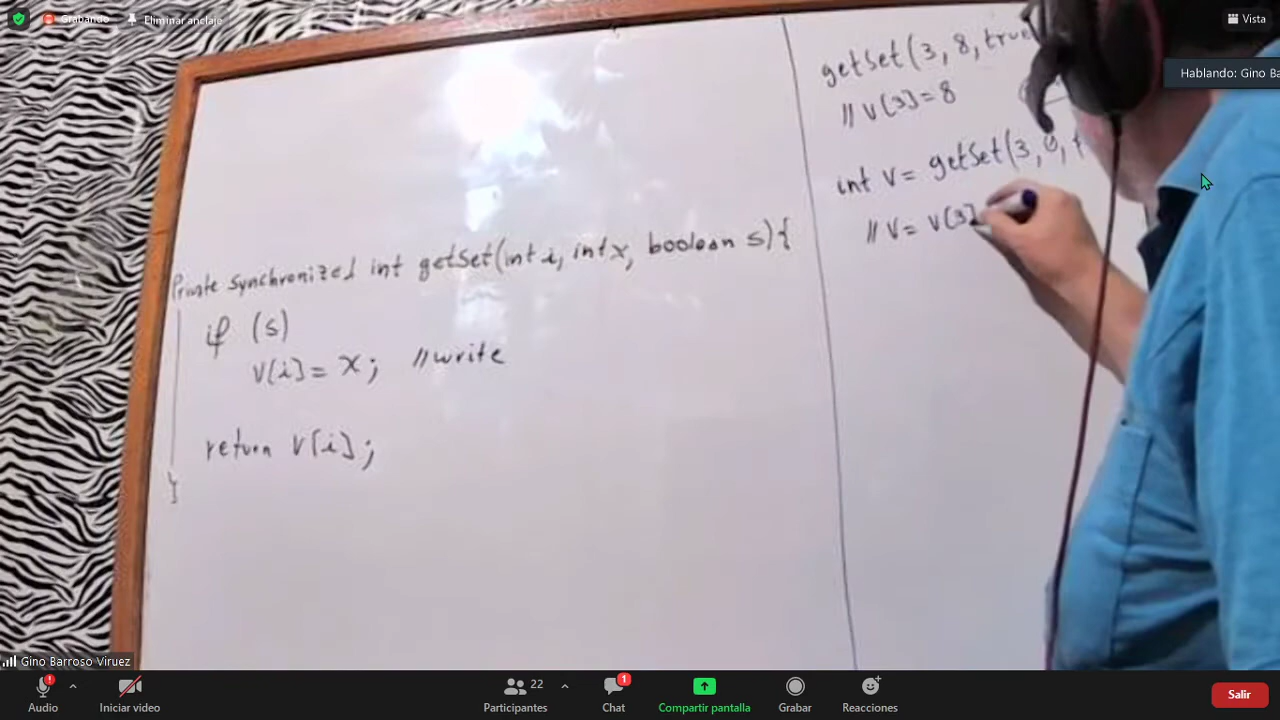 Grabando
Eliminar anclaje
Vista
Hablando: Gino Ba
Private synchronized int getSet(int i, int x, boolean s){
if (s)
V[i]= x; //write
return V[i];
}
getSet(3, 8, true
// V[3]=8
int V= getSet(3, 0, f
// V= V[3]
Gino Barroso Viruez
Audio
Iniciar video
22
Participantes
1
Chat
Compartir pantalla
Grabar
Reacciones
Salir